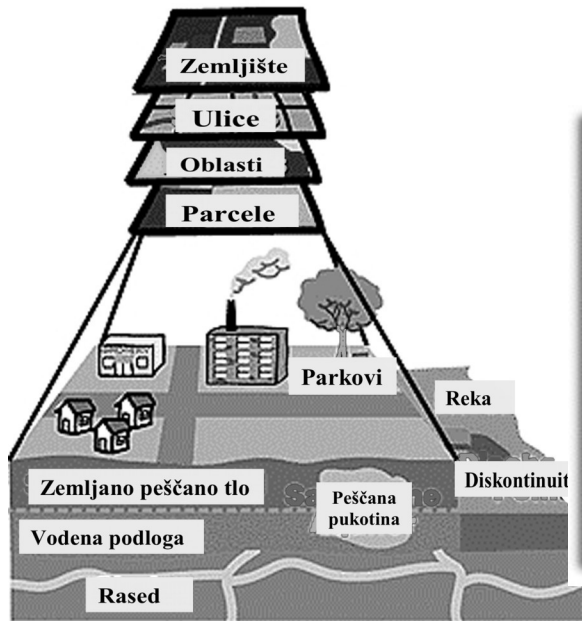 Zemljište
Ulice
Oblasti
Parcele
Parkovi
Reka
Zemljano peščano tlo
Peščana
pukotina
Diskontinuit
Vodena podloga
Rased